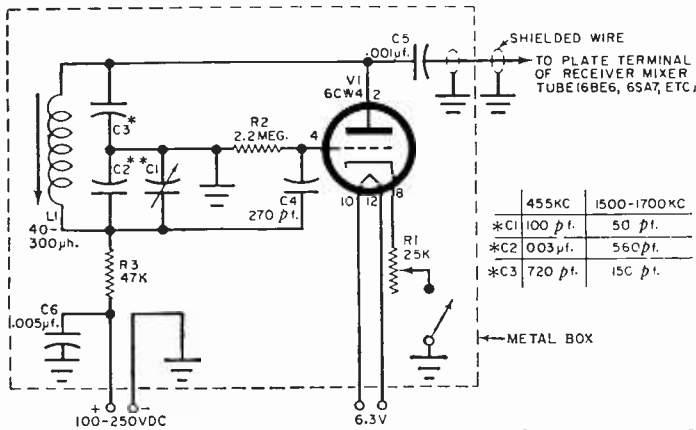 C5
.001µf.
SHIELDED WIRE
TO PLATE TERMINAL
OF RECEIVER MIXER
TUBE(6BE6, 6SA7, ETC.)
V1
6CW4
2
C3*
R2
2.2MEG.
4
C2*
*C1
C4
270 pf.
L1
40-
300µh.
10
12
8
R1
25K
R3
47K
C6
.005µf.
455KC 1500-1700KC
*C1 100 pf. 50 pf.
*C2 .003µf. 560pf.
*C3 720 pf. 150 pf.
METAL BOX
+
-
100-250VDC
6.3V